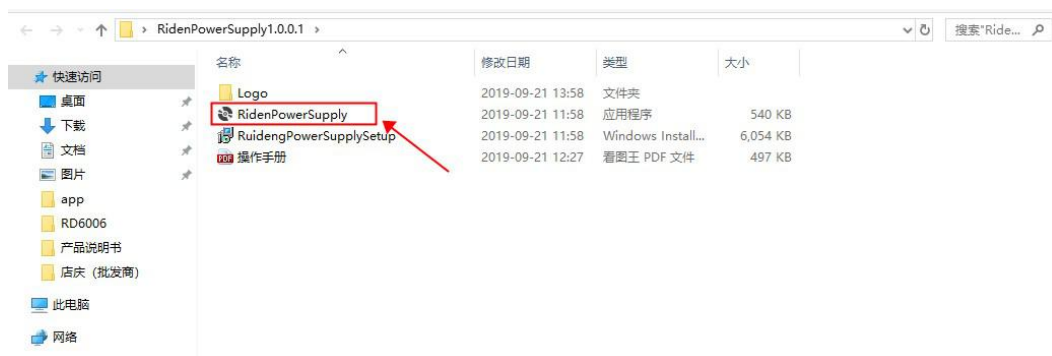 RidenPowerSupply1.0.0.1
搜索"Ride...
名称 修改日期 类型 大小
快速访问
桌面
下载
文档
图片
app
RD6006
产品说明书
店庆（批发商）
此电脑
网络
Logo 2019-09-21 13:58 文件夹
RidenPowerSupply 2019-09-21 11:58 应用程序 540 KB
RuidengPowerSupplySetup 2019-09-21 11:58 Windows Install... 6,054 KB
PDF 操作手册 2019-09-21 12:27 看图王 PDF 文件 497 KB